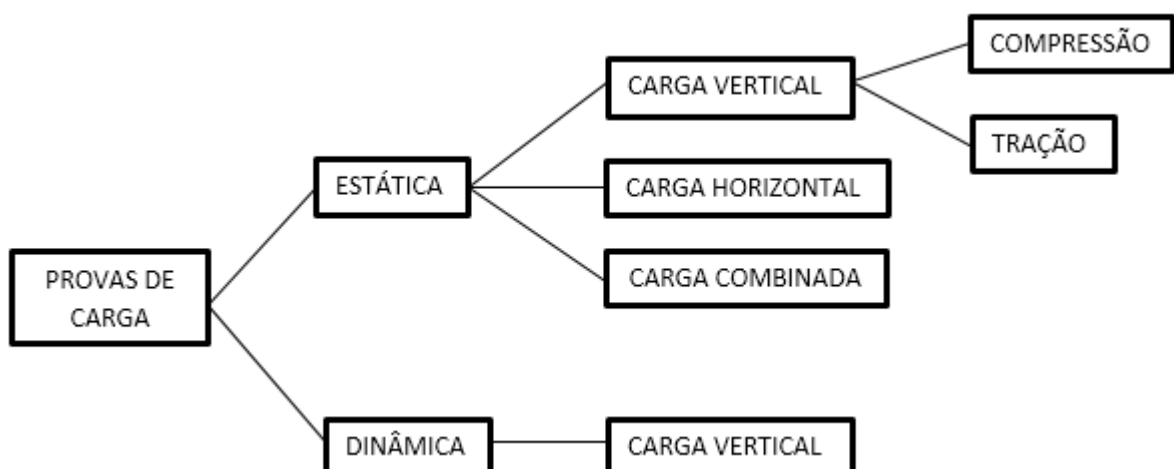 COMPRESSÃO
CARGA VERTICAL
TRAÇÃO
ESTÁTICA
CARGA HORIZONTAL
PROVAS DE
CARGA
CARGA COMBINADA
DINÂMICA
CARGA VERTICAL